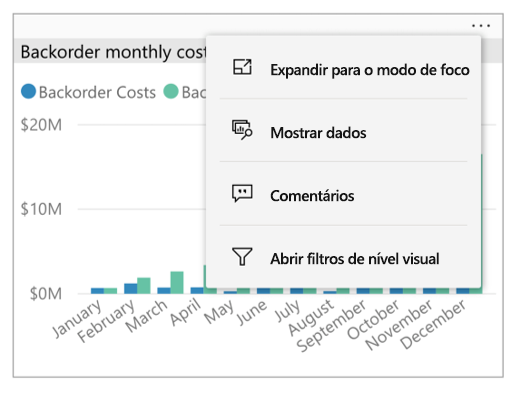 ...
Backorder monthly cost
Backorder Costs
Expandir para o modo de foco
$20M
Mostrar dados
$10M
Comentários
Abrir filtros de nível visual
$0M
January
February
March
April
May
June
July
August
September
October
November
December